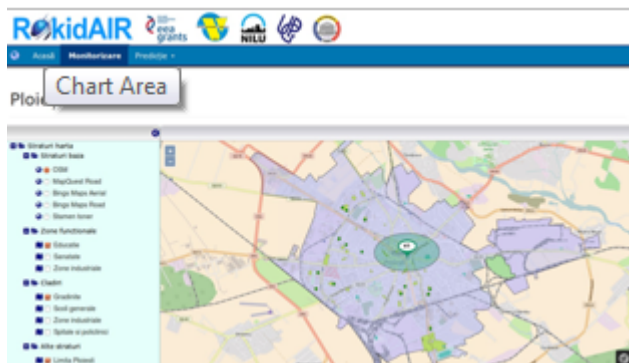 RokidAIR eea grants NILU
Acasă Monitorizare Predicție
Chart Area
Ploie
Straturi harta
Straturi baza
OSM
MapQuest Road
Bings Maps Aerial
Bings Maps Road
Stamen toner
Zone functionale
Educatie
Sanatate
Zone industriale
Cladiri
Gradinite
Scoli generale
Zone industriale
Spitale si policlinici
Alte straturi
Limita Ploiesti